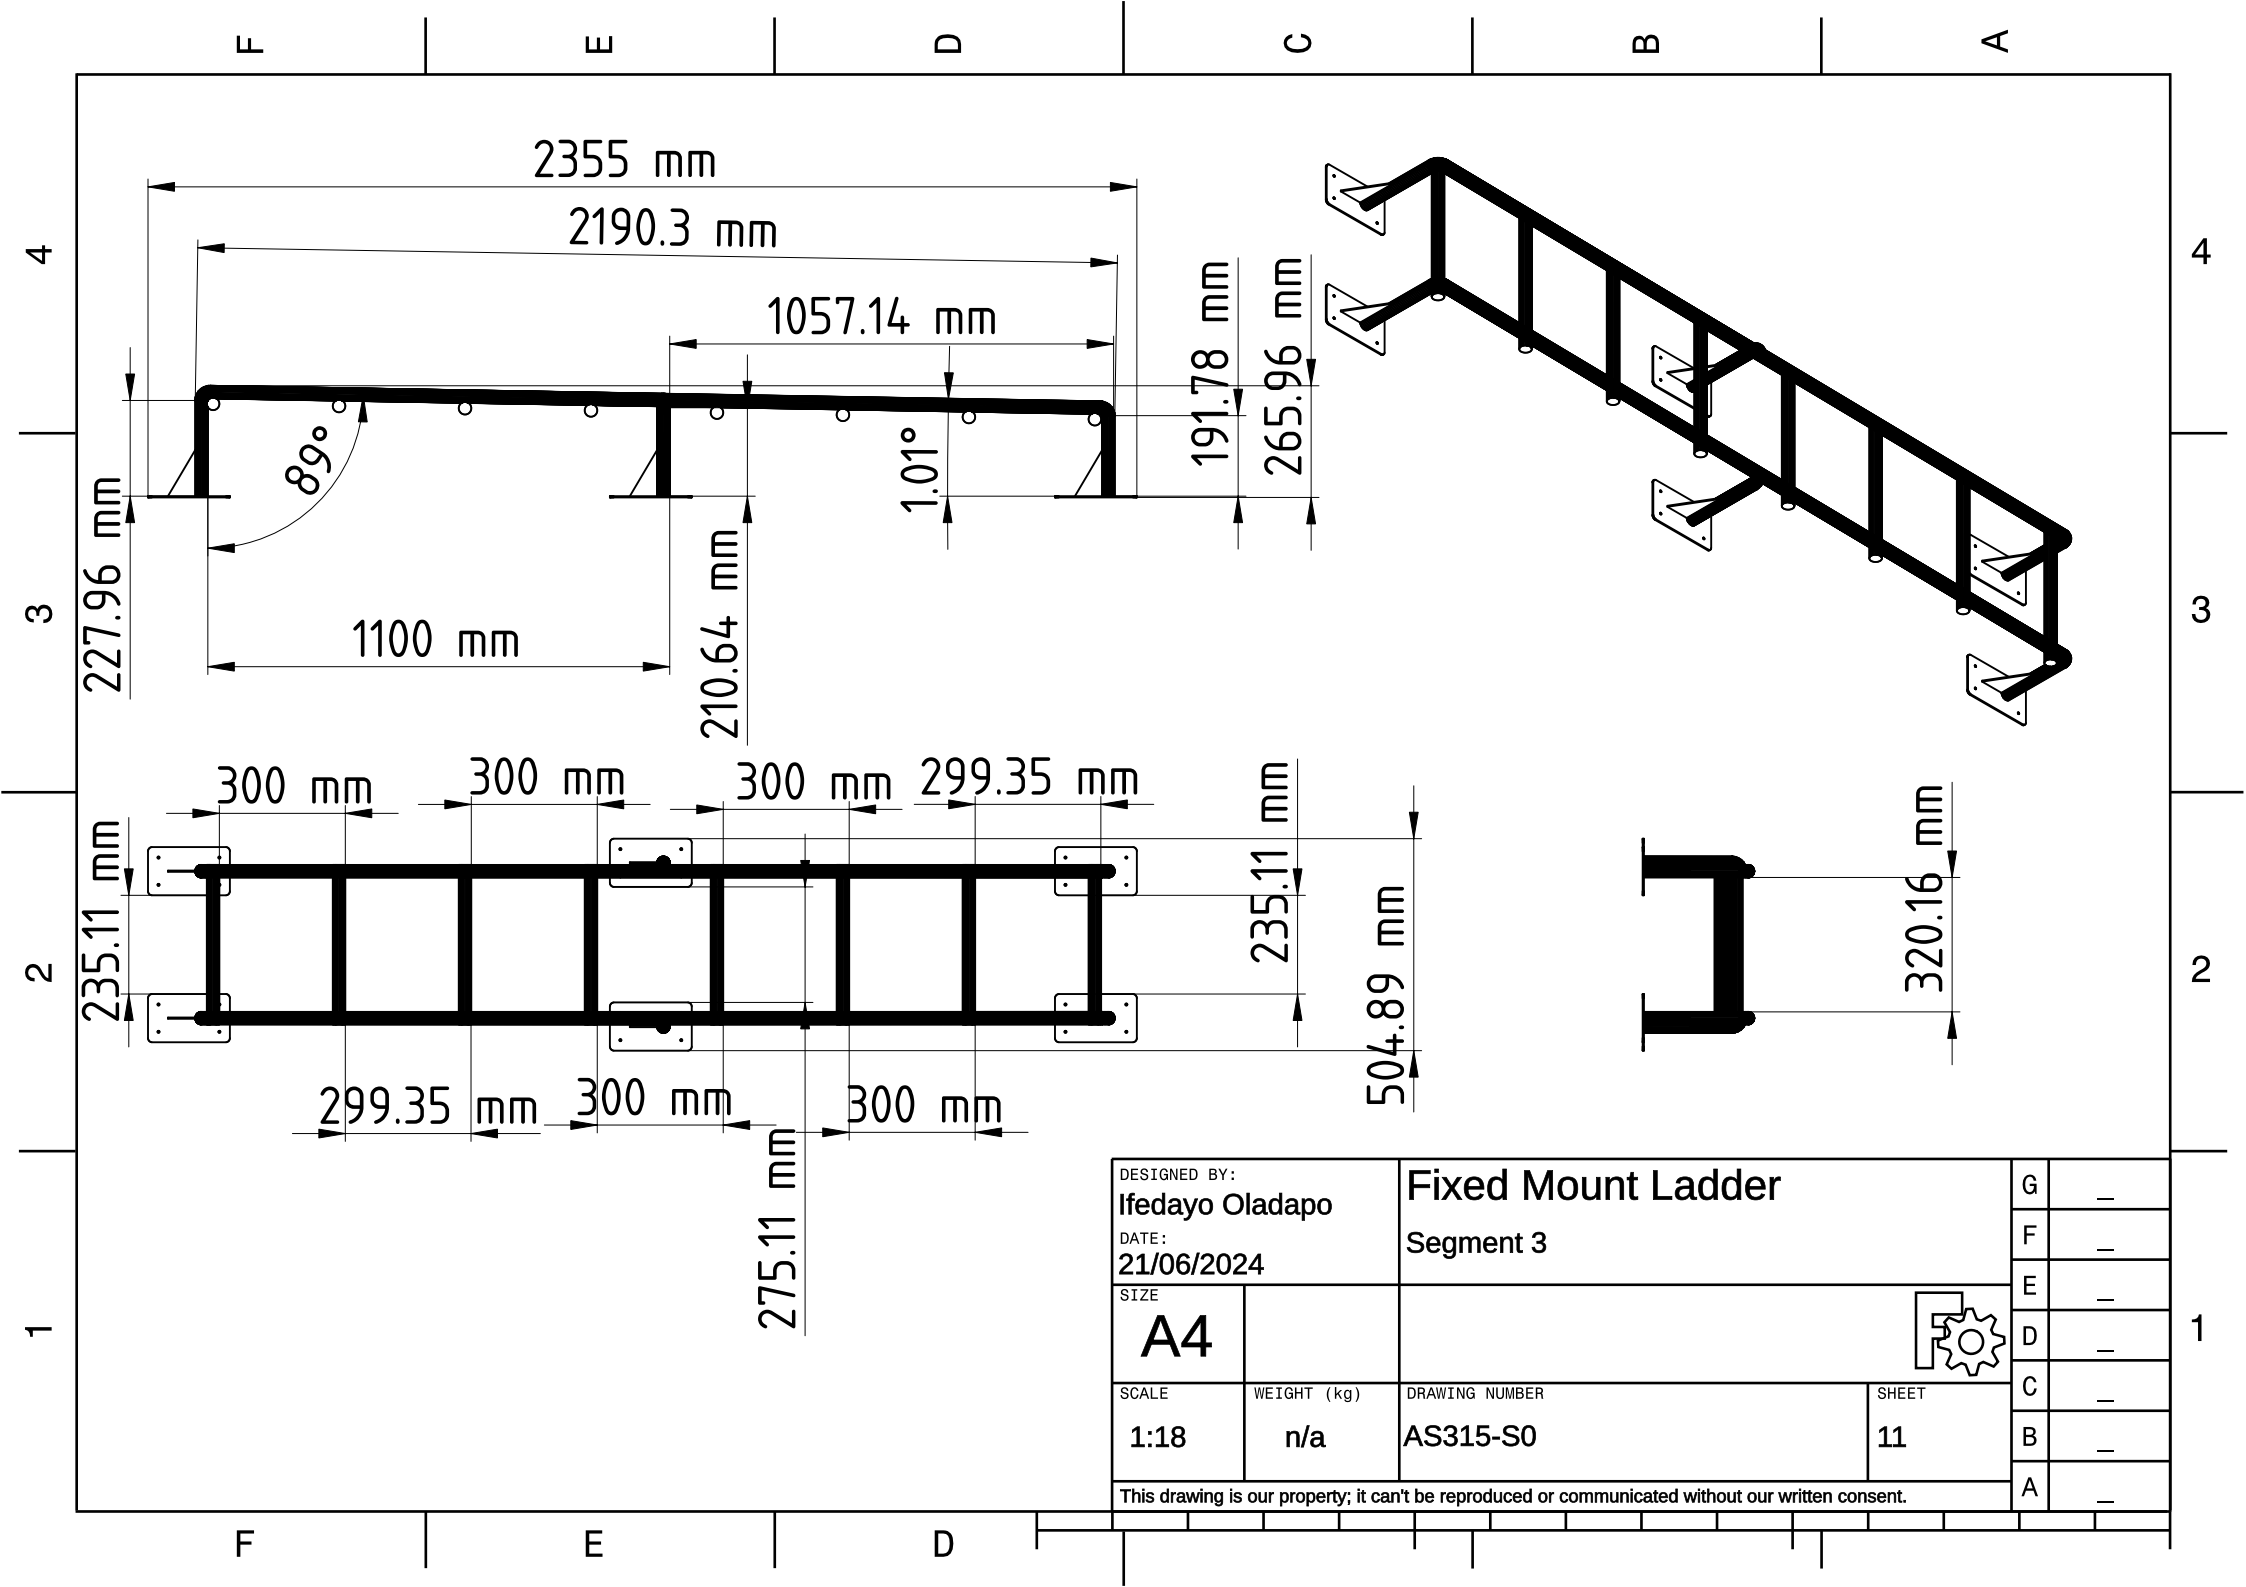 F E D C B A
4
2355 mm
2190.3 mm
1057.14 mm
191.78 mm
265.96 mm
4
89°
1.01°
227.96 mm
3
1100 mm
210.64 mm
3
300 mm
300 mm
300 mm
299.35 mm
235.11 mm
2
235.11 mm
504.89 mm
320.16 mm
2
299.35 mm
300 mm
300 mm
275.11 mm
1
1
DESIGNED BY:
Ifedayo Oladapo
DATE:
21/06/2024
Fixed Mount Ladder
Segment 3
SIZE
A4
SCALE
1:18
WEIGHT (kg)
n/a
DRAWING NUMBER
AS315-S0
SHEET
11
G _
F _
E _
D _
C _
B _
A _
This drawing is our property; it can't be reproduced or communicated without our written consent.
F E D